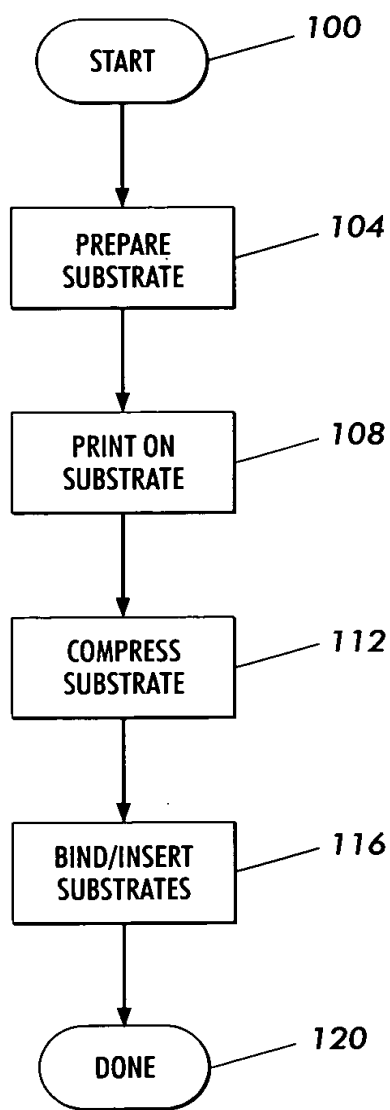 START
100
PREPARE
SUBSTRATE
104
PRINT ON
SUBSTRATE
108
COMPRESS
SUBSTRATE
112
BIND/INSERT
SUBSTRATES
116
DONE
120